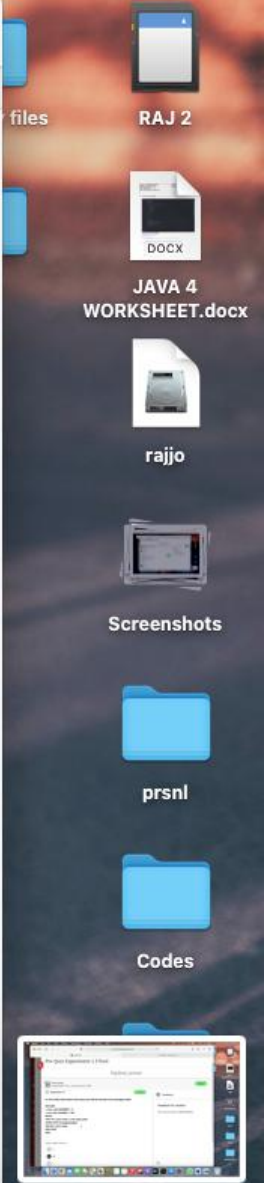 files
RAJ 2
DOCX
JAVA 4
WORKSHEET.docx
rajjo
Screenshots
prsnl
Codes